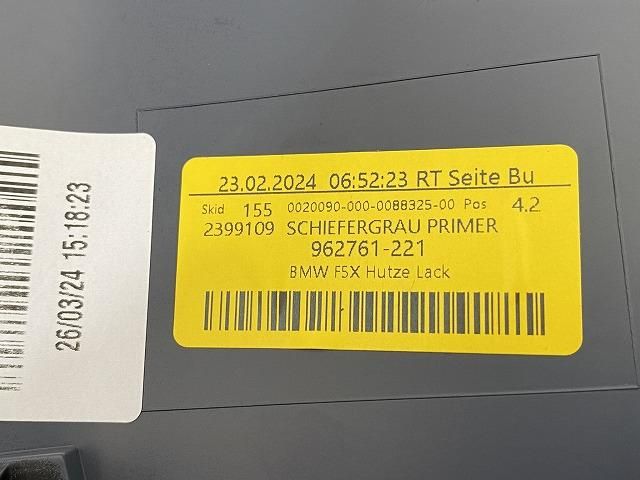 23.02.2024 06:52:23 RT Seite Bu
Skid 155 0020090-000-0088325-00 Pos 4.2
2399109 SCHIEFERGRAU PRIMER
962761-221
BMW F5X Hutze Lack
26/03/24 15:18:23